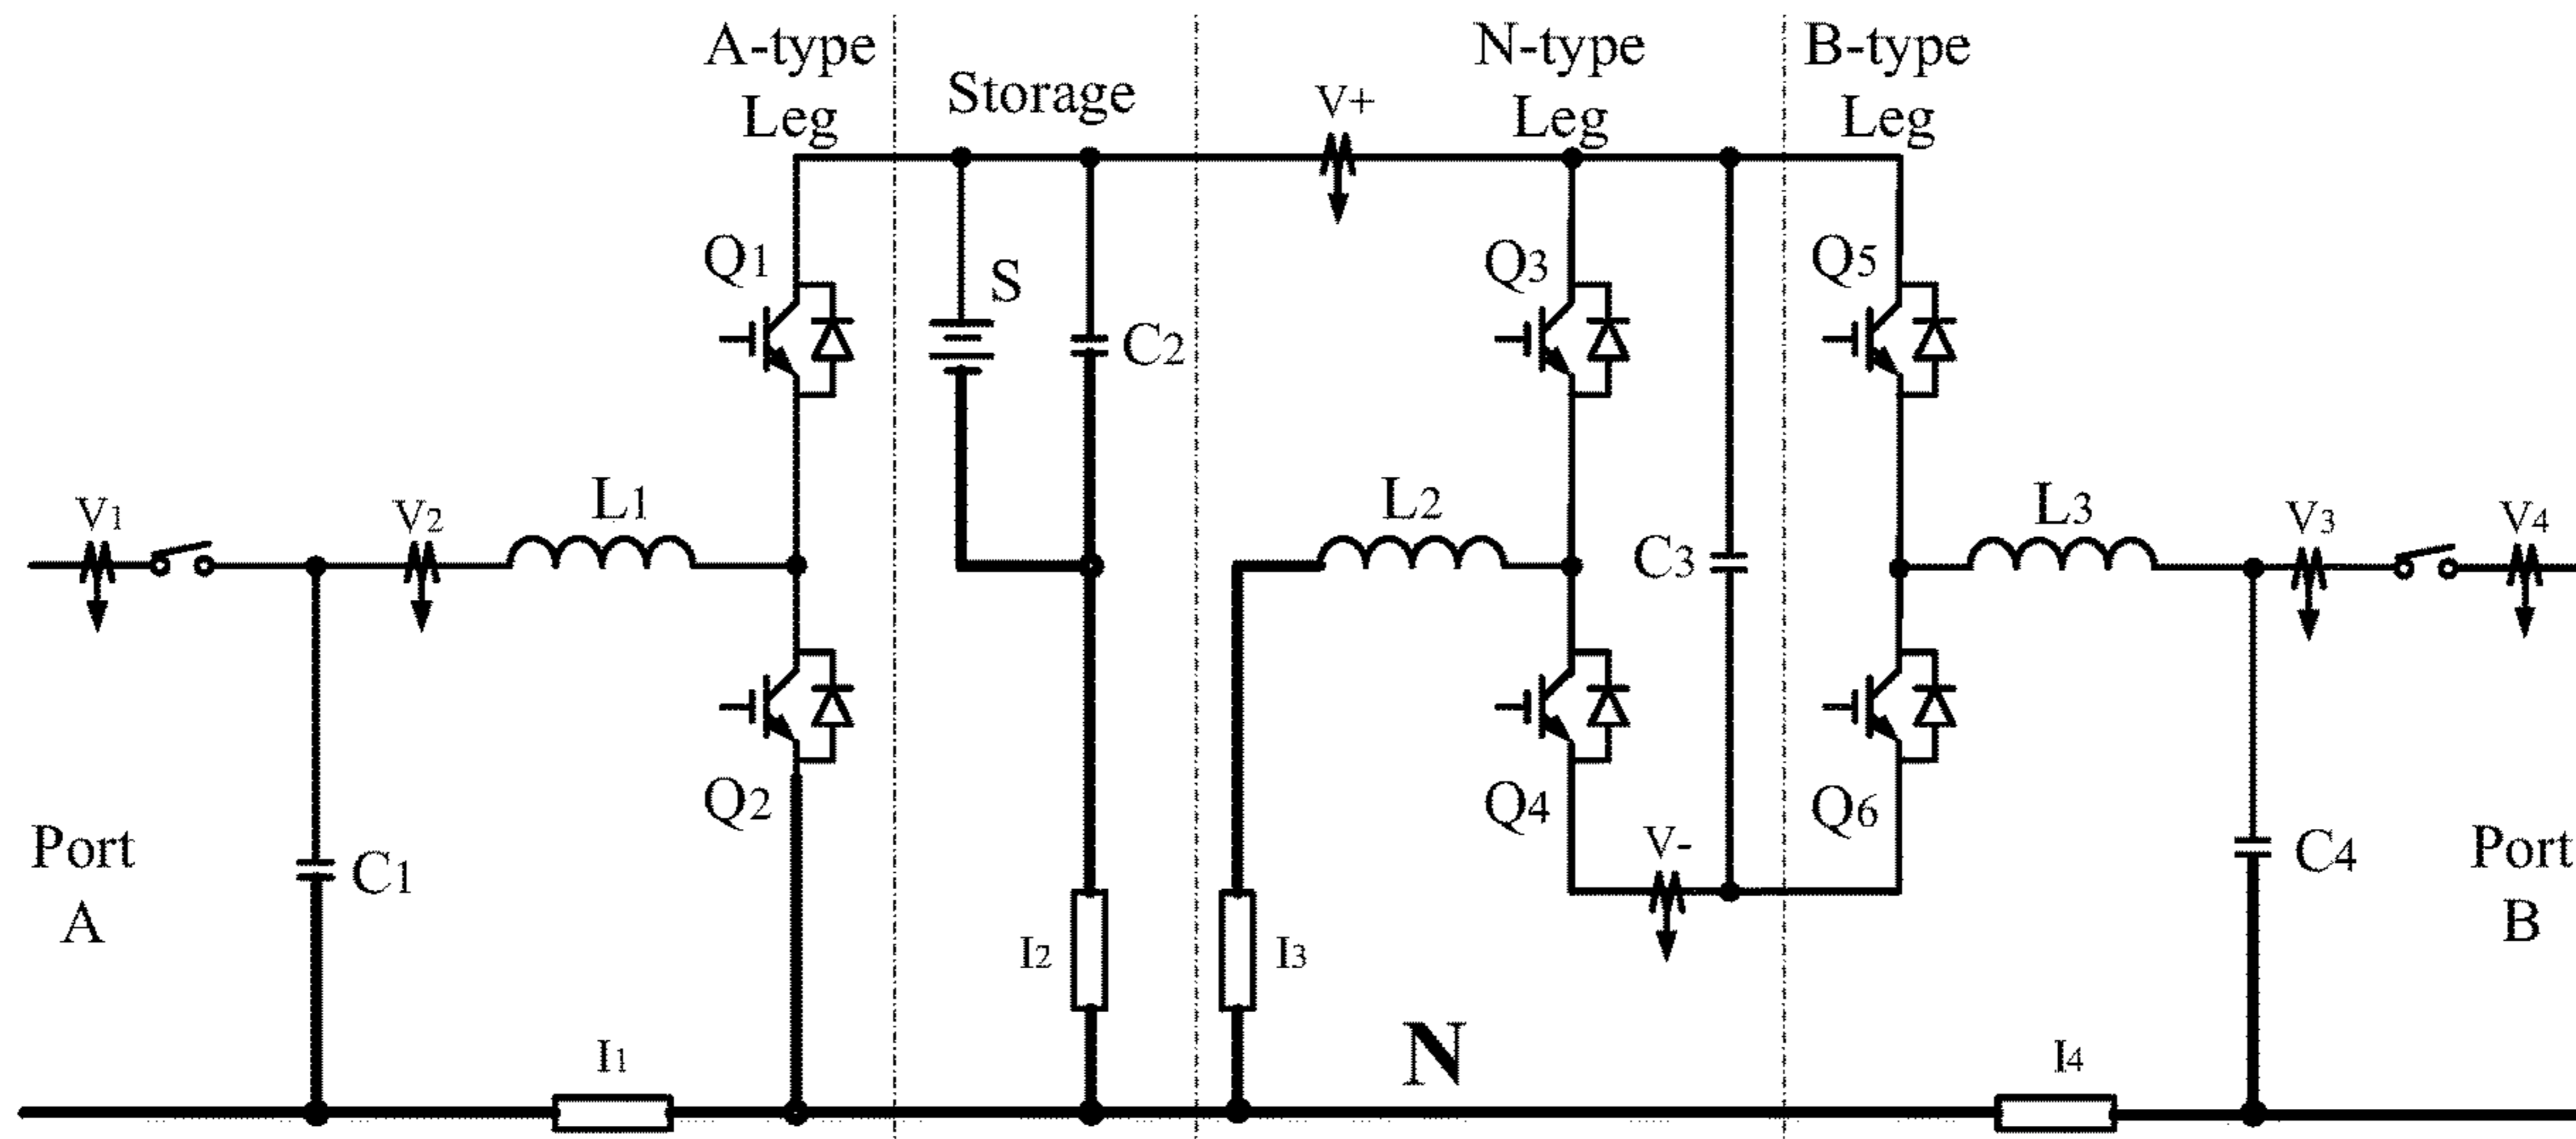 A-type
Leg
Storage
V+
N-type
Leg
B-type
Leg
Q1
S
C2
Q3
Q5
V1
V2
L1
L2
C3
L3
V3
V4
Q2
Q4
V-
Q6
Port
A
C1
I2
I3
C4
Port
B
I1
N
I4